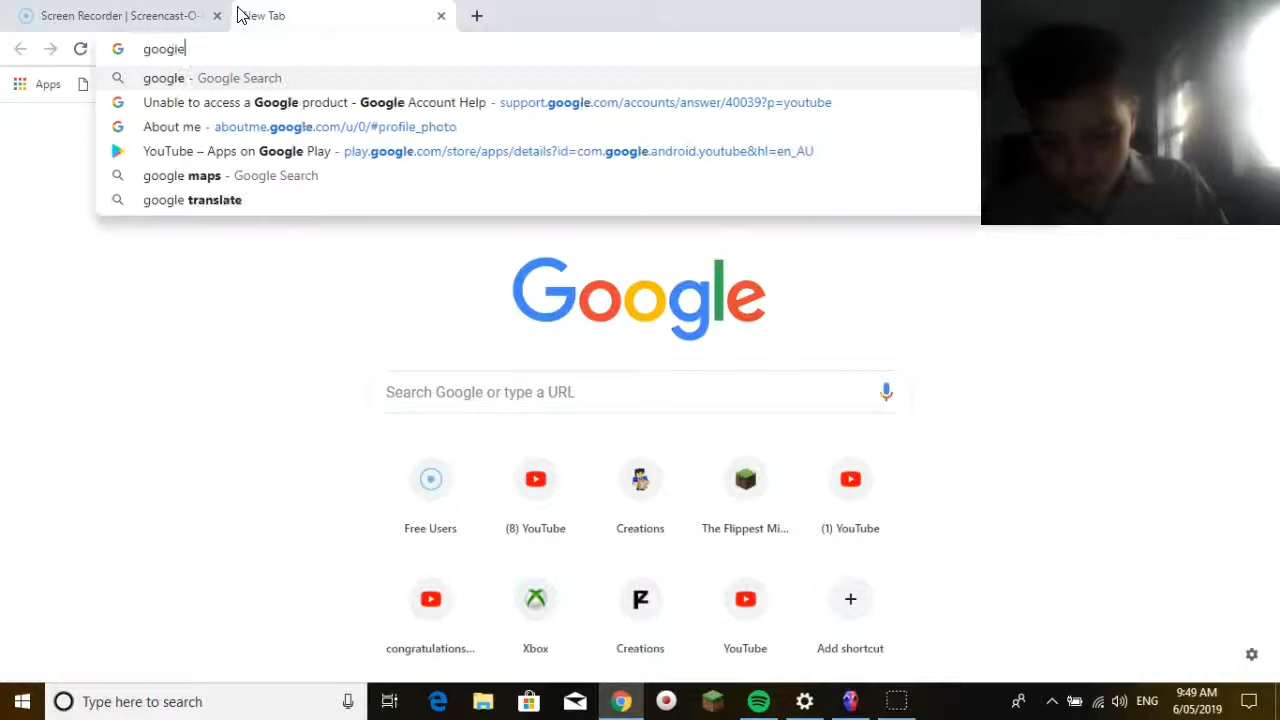 Screen Recorder | Screencast-O-
New Tab
google
google - Google Search
Unable to access a Google product - Google Account Help - support.google.com/accounts/answer/40039?p=youtube
About me - aboutme.google.com/u/0/#profile_photo
YouTube – Apps on Google Play - play.google.com/store/apps/details?id=com.google.android.youtube&hl=en_AU
google maps - Google Search
google translate
Apps
Google
Search Google or type a URL
Free Users
(8) YouTube
Creations
The Flippest Mi...
(1) YouTube
congratulations...
Xbox
Creations
YouTube
Add shortcut
Type here to search
ENG
9:49 AM
6/05/2019